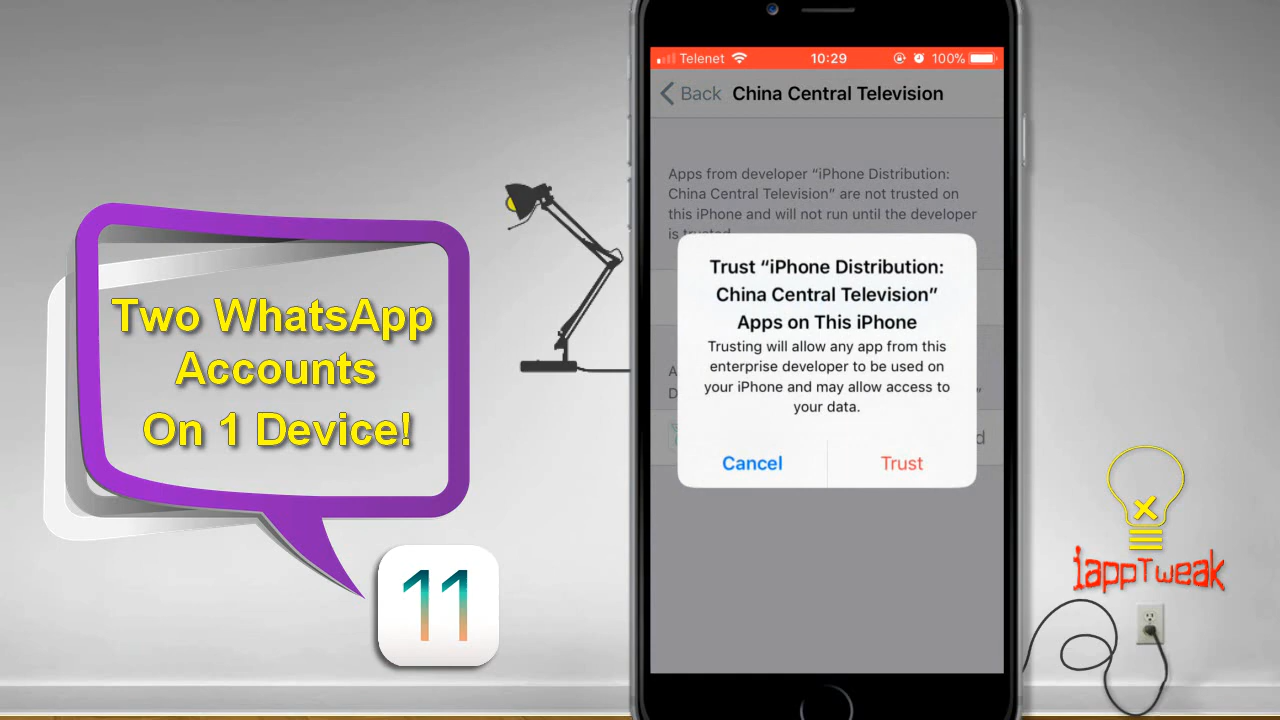 Two WhatsApp
Accounts
On 1 Device!
11
Telenet 10:29 100%
Back China Central Television
Apps from developer “iPhone Distribution:
China Central Television” are not trusted on
this iPhone and will not run until the developer
is trusted.
Trust “iPhone Distribution:
China Central Television”
Apps on This iPhone
Trusting will allow any app from this
enterprise developer to be used on
your iPhone and may allow access to
your data.
Cancel Trust
iappTweak